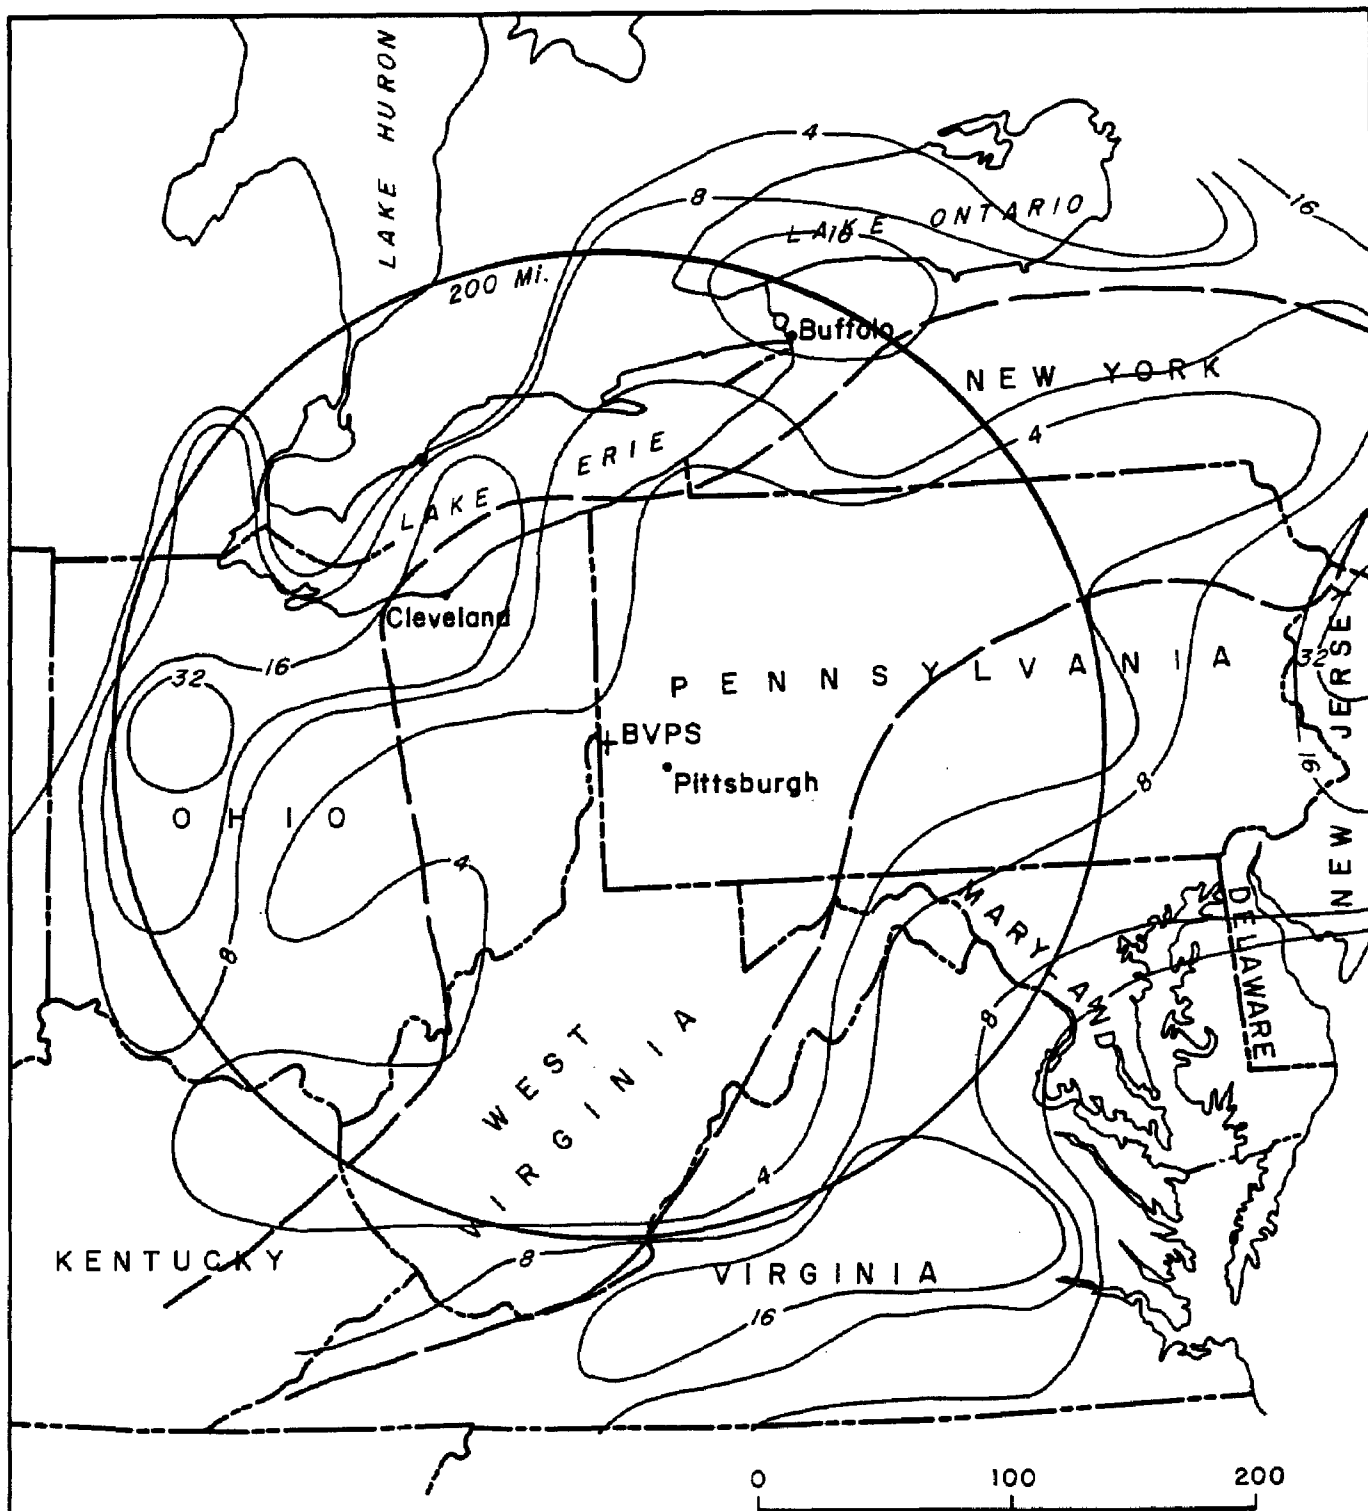 LAKE HURON
4
8
16
LAKE ONTARIO
16
200 Mi.
Buffalo
NEW YORK
4
LAKE ERIE
Cleveland
16
32
PENNSYLVANIA
32
NEW JERSEY
+BVPS
Pittsburgh
16
8
OHIO
4
8
MARYLAND
DELAWARE
8
WEST
VIRGINIA
4
KENTUCKY
8
VIRGINIA
16
0 100 200